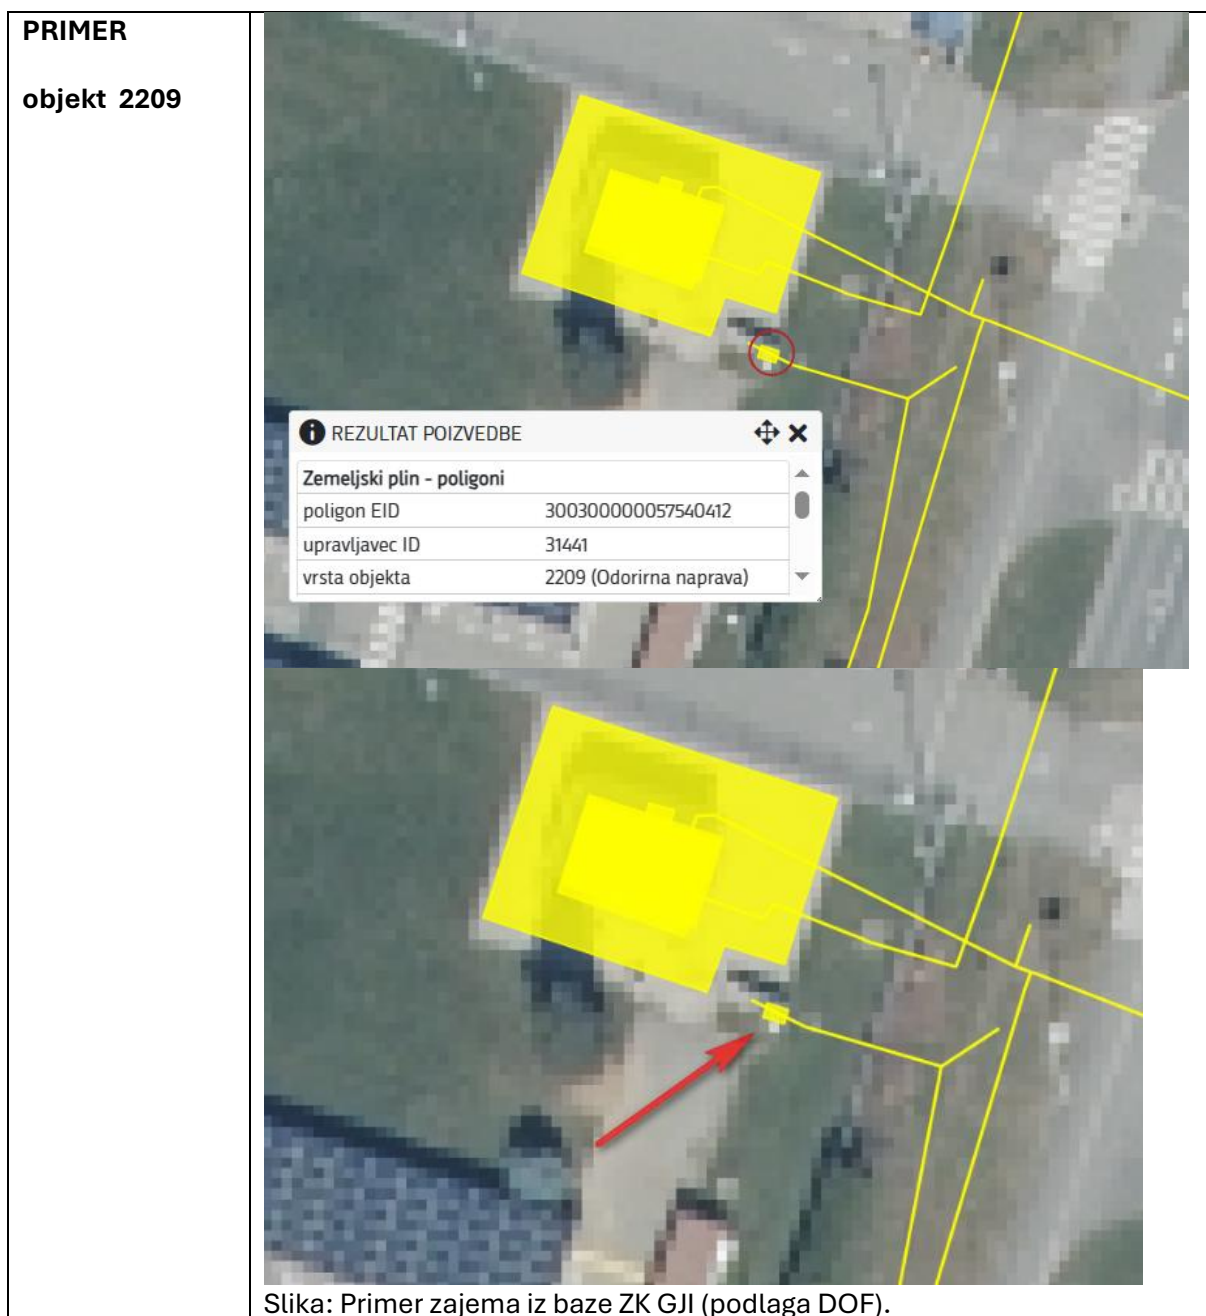 PRIMER
objekt 2209
REZULTAT POIZVEDBE
Zemeljski plin - poligoni
poligon EID 300300000057540412
upravljavec ID 31441
vrsta objekta 2209 (Odorirna naprava)
Slika: Primer zajema iz baze ZK GJI (podlaga DOF).